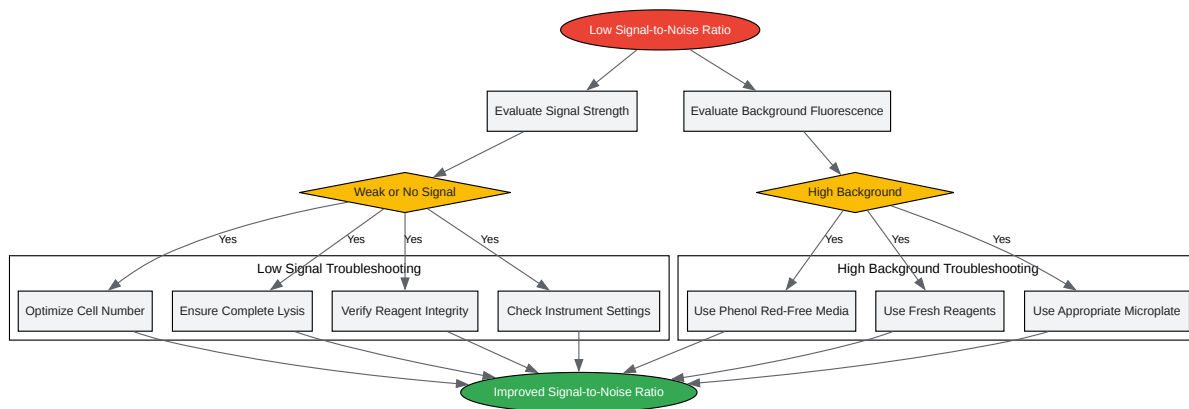 Low Signal-to-Noise Ratio
Evaluate Signal Strength
Evaluate Background Fluorescence
Weak or No Signal
High Background
Yes
Yes
Yes
Yes
Yes
Yes
Yes
Low Signal Troubleshooting
High Background Troubleshooting
Optimize Cell Number
Ensure Complete Lysis
Verify Reagent Integrity
Check Instrument Settings
Use Phenol Red-Free Media
Use Fresh Reagents
Use Appropriate Microplate
Improved Signal-to-Noise Ratio